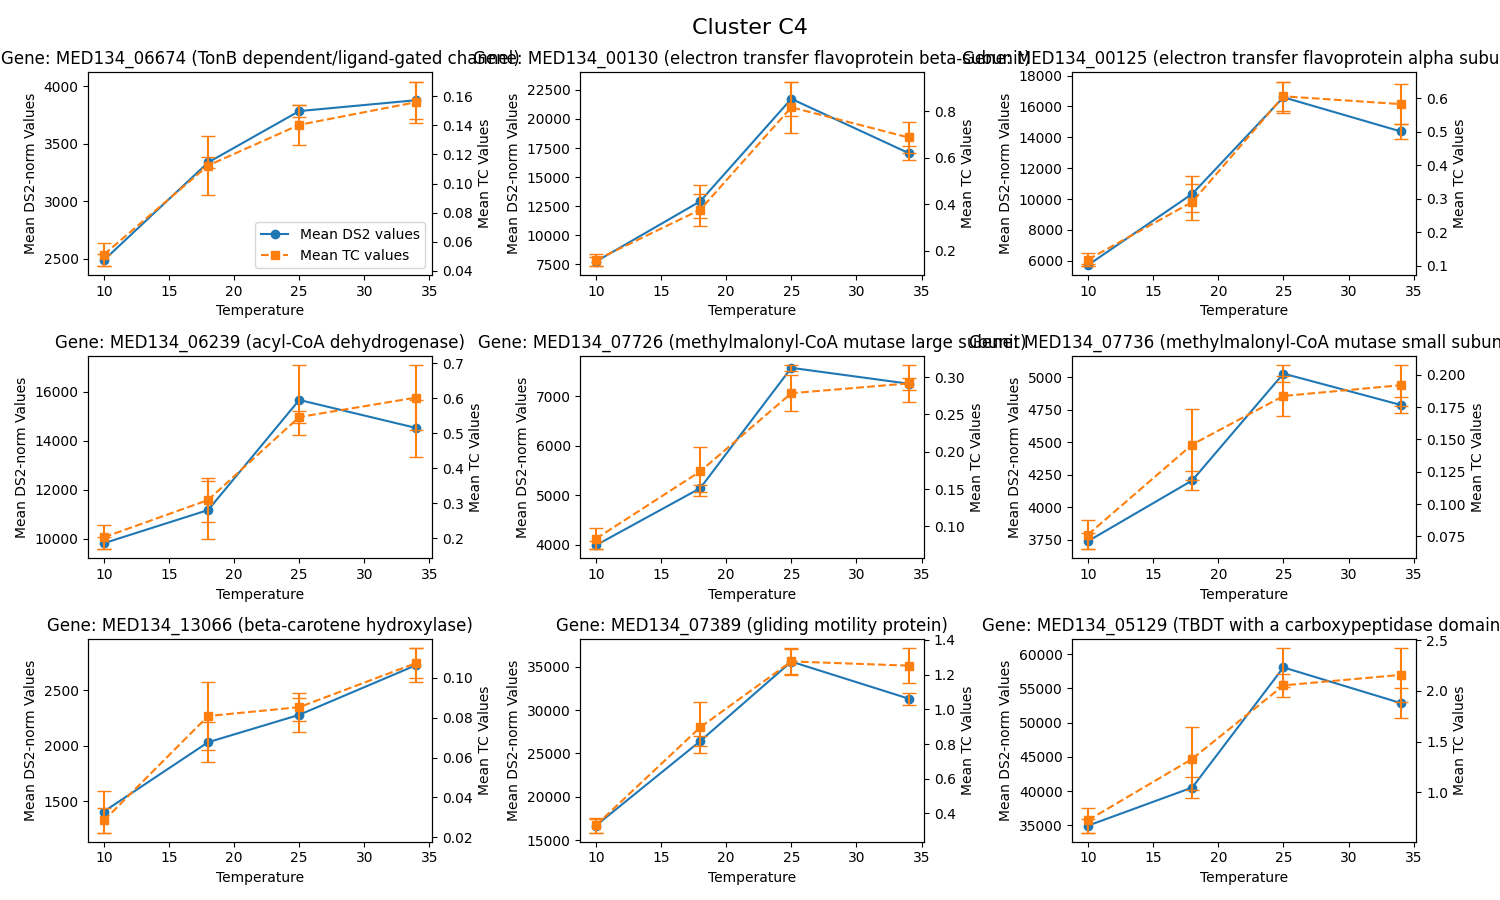 Cluster C4
Gene: MED134_06674 (TonB dependent/ligand-gated channel)
Mean DS2-norm Values
4000
3500
3000
2500
0.16
0.14
0.12
0.10
0.08
0.06
0.04
Mean TC Values
Mean DS2 values
Mean TC values
10 15 20 25 30 35
Temperature
Gene: MED134_00130 (electron transfer flavoprotein beta-subunit)
Mean DS2-norm Values
22500
20000
17500
15000
12500
10000
7500
0.8
0.6
0.4
0.2
Mean TC Values
10 15 20 25 30 35
Temperature
Gene: MED134_00125 (electron transfer flavoprotein alpha subu
Mean DS2-norm Values
18000
16000
14000
12000
10000
8000
6000
0.6
0.5
0.4
0.3
0.2
0.1
Mean TC Values
10 15 20 25 30 35
Temperature
Gene: MED134_06239 (acyl-CoA dehydrogenase)
Mean DS2-norm Values
16000
14000
12000
10000
0.7
0.6
0.5
0.4
0.3
0.2
Mean TC Values
10 15 20 25 30 35
Temperature
Gene: MED134_07726 (methylmalonyl-CoA mutase large subunit)
Mean DS2-norm Values
7000
6000
5000
4000
0.30
0.25
0.20
0.15
0.10
Mean TC Values
10 15 20 25 30 35
Temperature
Gene: MED134_07736 (methylmalonyl-CoA mutase small subun
Mean DS2-norm Values
5000
4750
4500
4250
4000
3750
0.200
0.175
0.150
0.125
0.100
0.075
Mean TC Values
10 15 20 25 30 35
Temperature
Gene: MED134_13066 (beta-carotene hydroxylase)
Mean DS2-norm Values
2500
2000
1500
0.10
0.08
0.06
0.04
0.02
Mean TC Values
10 15 20 25 30 35
Temperature
Gene: MED134_07389 (gliding motility protein)
Mean DS2-norm Values
35000
30000
25000
20000
15000
1.4
1.2
1.0
0.8
0.6
0.4
Mean TC Values
10 15 20 25 30 35
Temperature
Gene: MED134_05129 (TBDT with a carboxypeptidase domain
Mean DS2-norm Values
60000
55000
50000
45000
40000
35000
2.5
2.0
1.5
1.0
Mean TC Values
10 15 20 25 30 35
Temperature